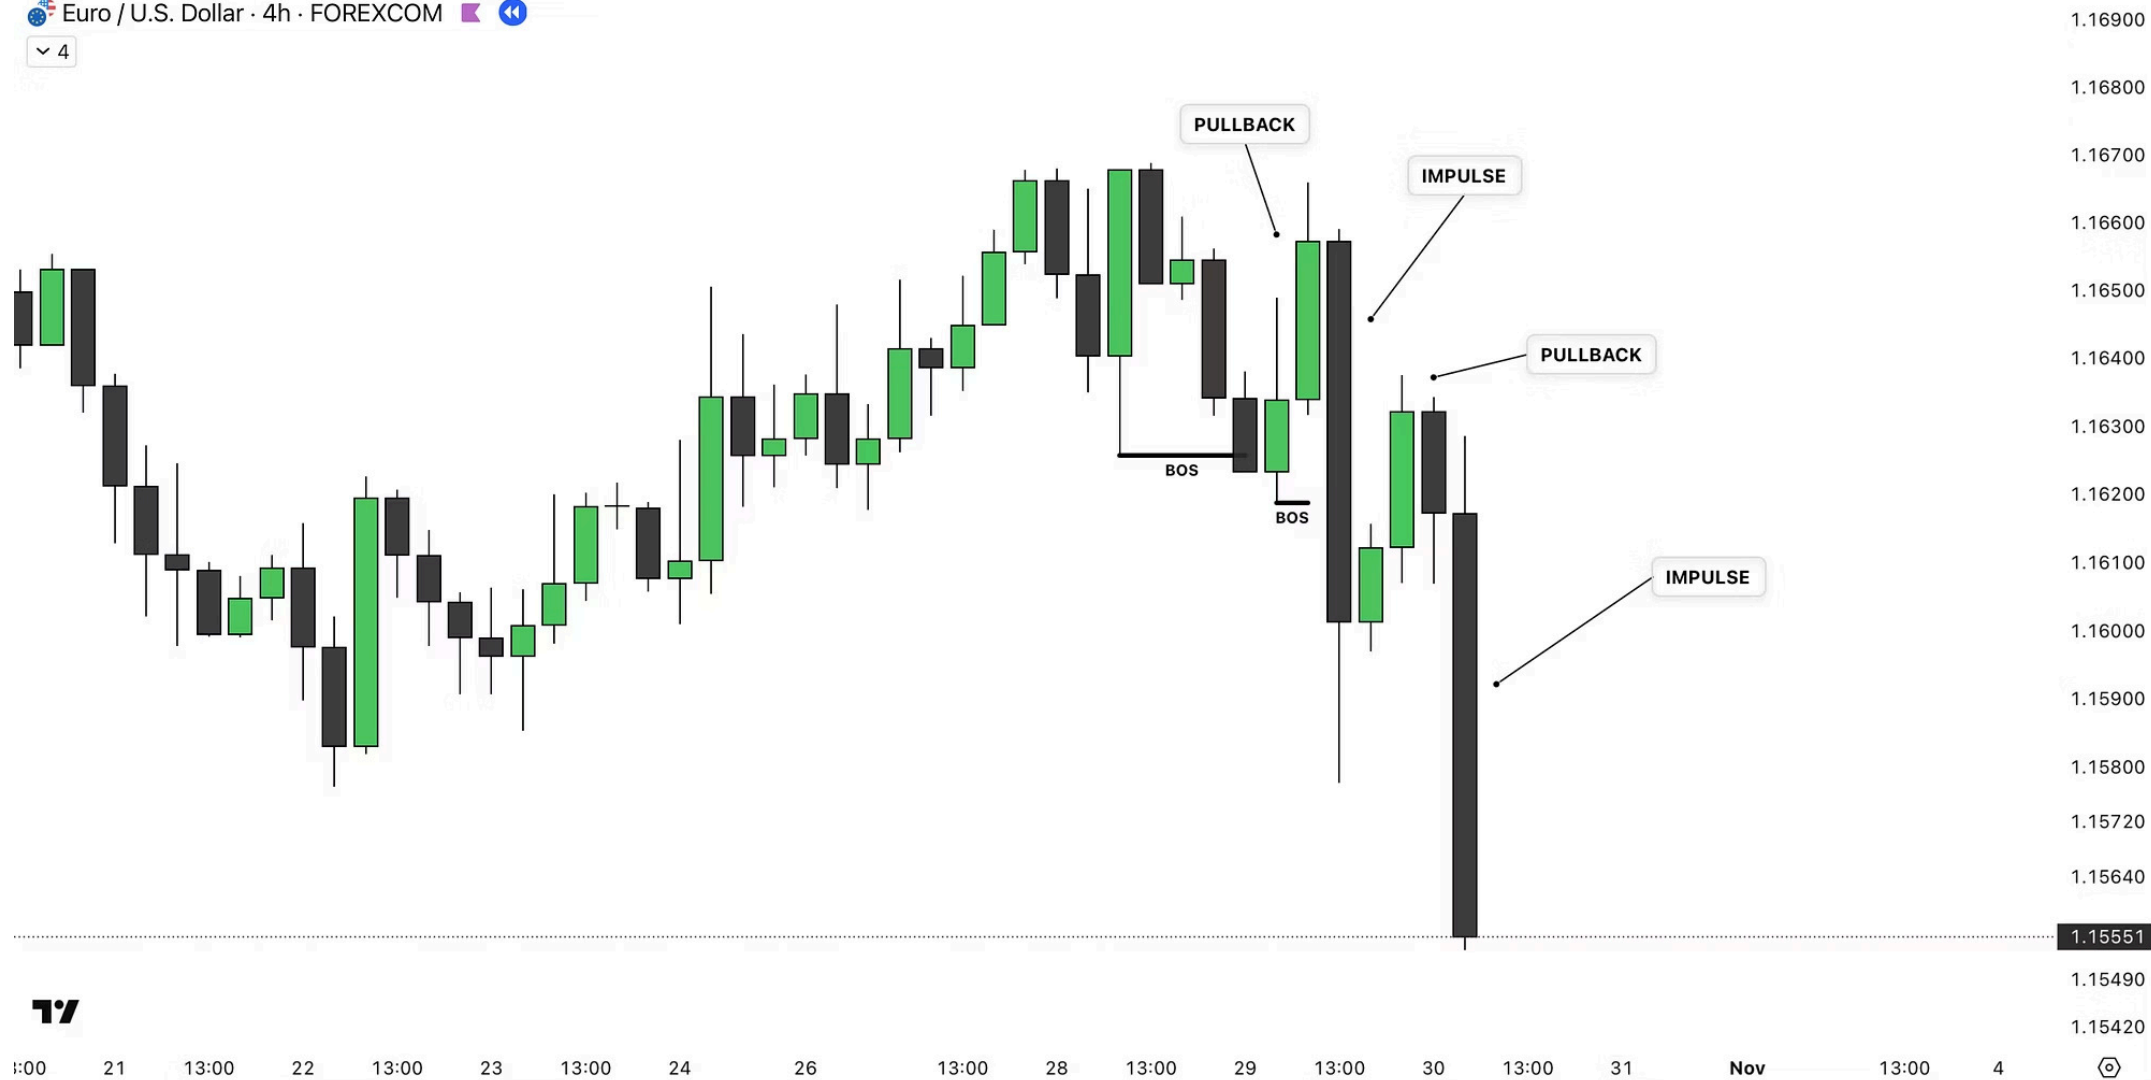 Euro / U.S. Dollar · 4h · FOREXCOM
4
1.16900
1.16800
PULLBACK
1.16700
IMPULSE
1.16600
1.16500
PULLBACK
1.16400
1.16300
BOS
1.16200
BOS
1.16100
IMPULSE
1.16000
1.15900
1.15800
1.15720
1.15640
1.15551
1.15490
1.15420
:00 21 13:00 22 13:00 23 13:00 24 26 13:00 28 13:00 29 13:00 30 13:00 31 Nov 13:00 4